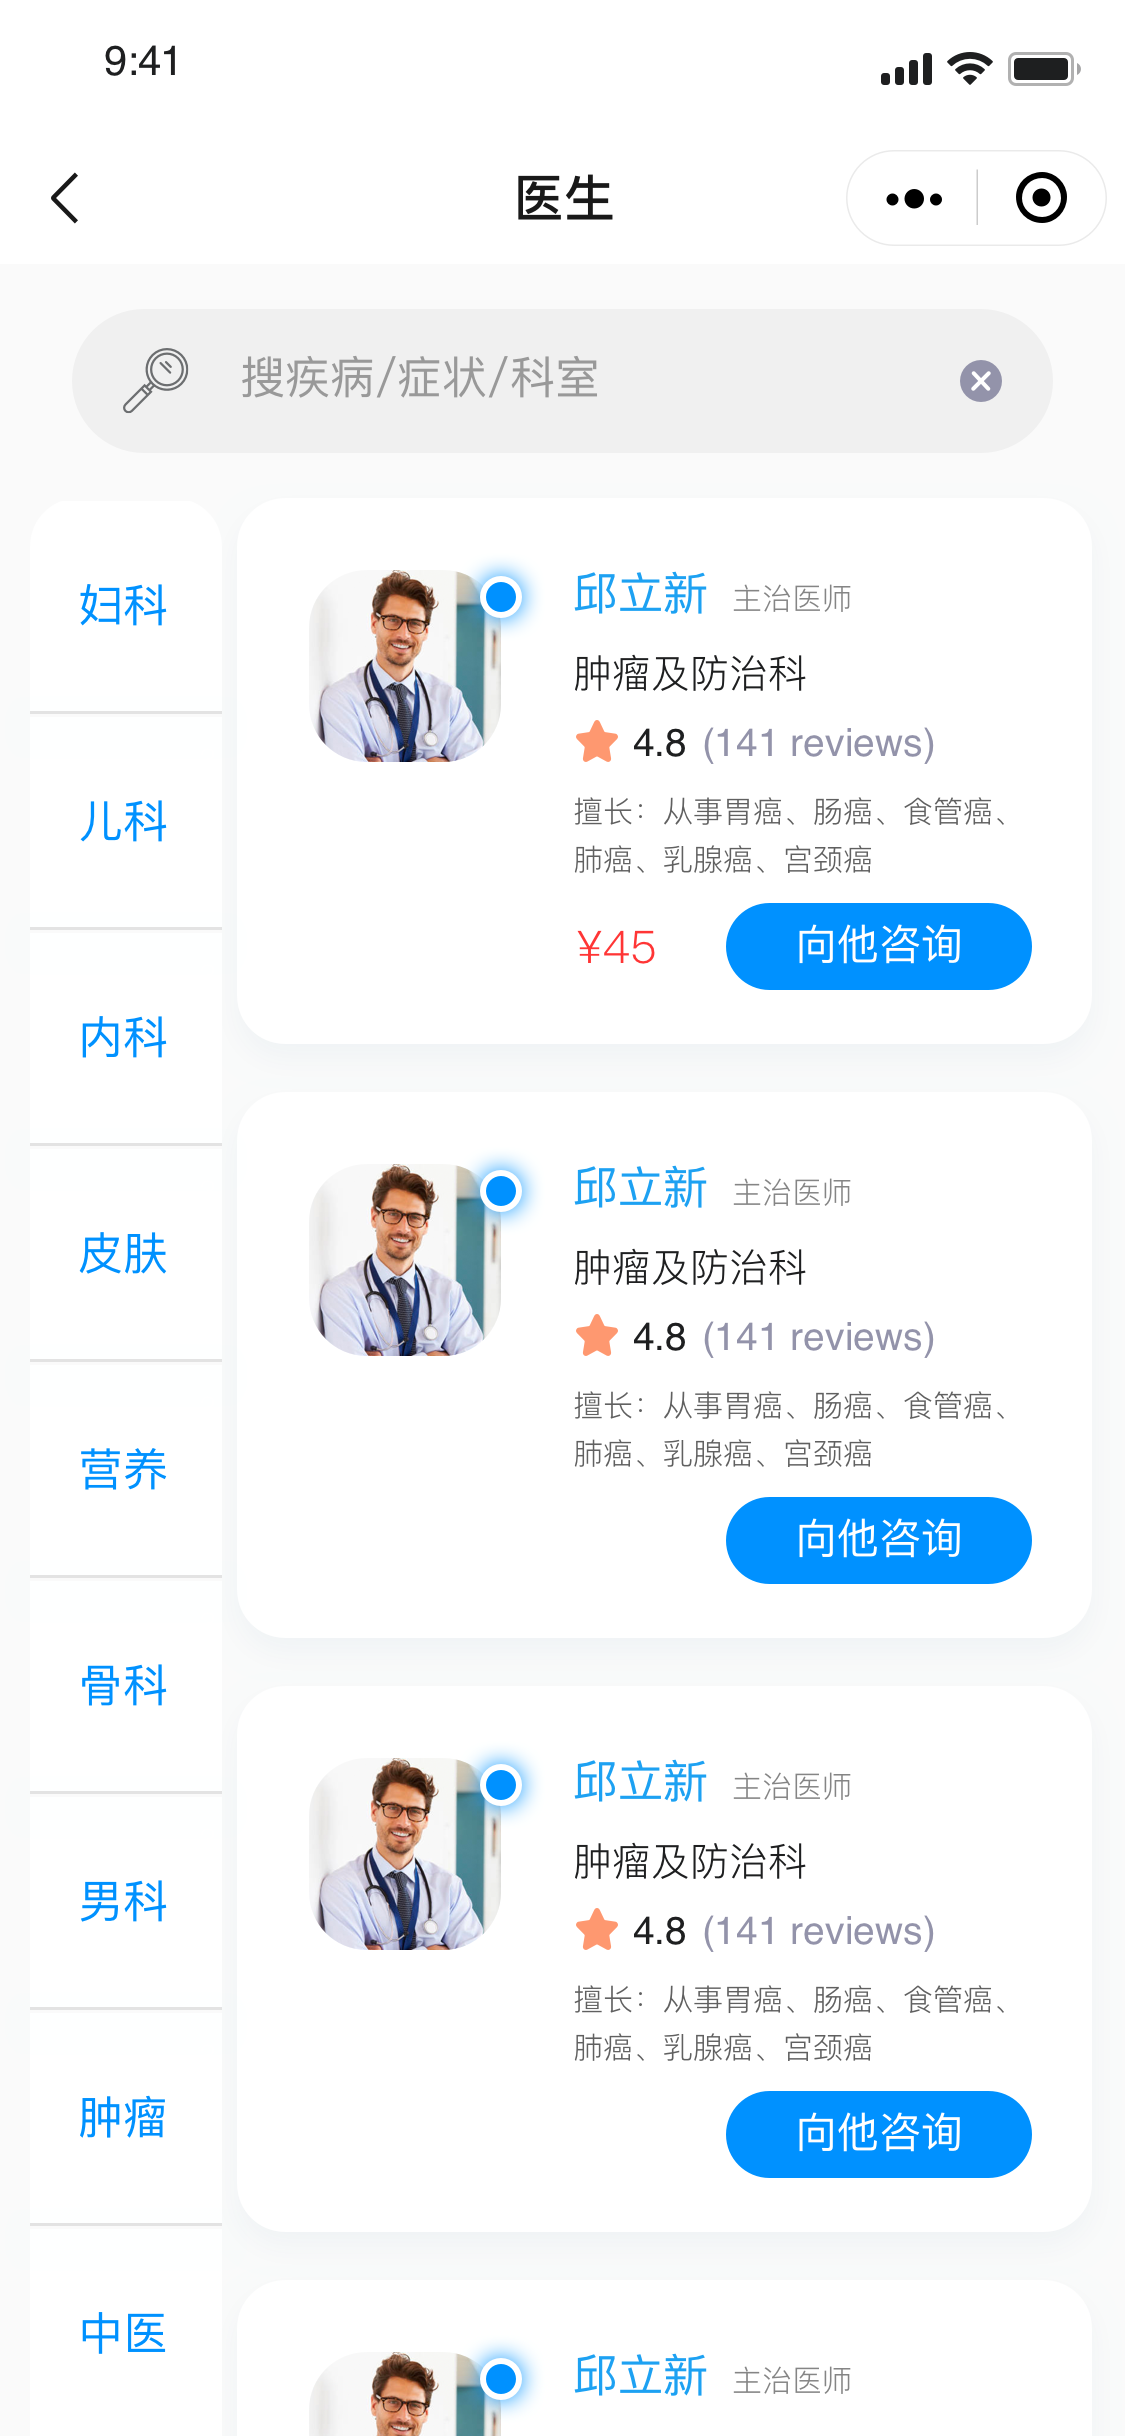 9:41
医生
搜疾病/症状/科室
妇科
儿科
内科
皮肤
营养
骨科
男科
肿瘤
中医
邱立新 主治医师
肿瘤及防治科
4.8 (141 reviews)
擅长：从事胃癌、肠癌、食管癌、
肺癌、乳腺癌、宫颈癌
¥45 向他咨询
邱立新 主治医师
肿瘤及防治科
4.8 (141 reviews)
擅长：从事胃癌、肠癌、食管癌、
肺癌、乳腺癌、宫颈癌
向他咨询
邱立新 主治医师
肿瘤及防治科
4.8 (141 reviews)
擅长：从事胃癌、肠癌、食管癌、
肺癌、乳腺癌、宫颈癌
向他咨询
邱立新 主治医师